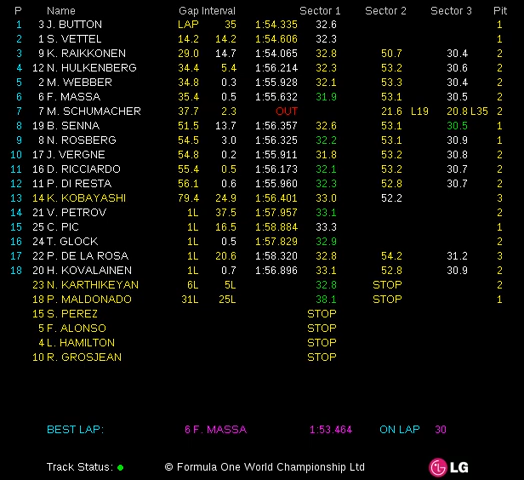 P Name Gap Interval Sector 1 Sector 2 Sector 3 Pit
1 3 J. BUTTON LAP 35 1:54.335 32.6 1
2 1 S. VETTEL 14.2 14.2 1:54.606 32.3 1
3 9 K. RAIKKONEN 29.0 14.7 1:54.065 32.8 50.7 30.4 1
4 12 N. HULKENBERG 34.4 5.4 1:56.214 32.3 53.2 30.6 1
5 2 M. WEBBER 34.8 0.3 1:55.928 32.1 53.3 30.4 2
6 6 F. MASSA 35.4 0.5 1:55.632 31.9 53.1 30.5 2
7 7 M. SCHUMACHER 37.7 2.3 OUT 21.6 L19 20.8 L35 2
8 19 B. SENNA 51.5 13.7 1:56.357 32.6 53.1 30.5 1
9 8 N. ROSBERG 54.5 3.0 1:56.325 32.2 53.1 30.9 1
10 17 J. VERGNE 54.8 0.2 1:55.911 31.8 53.2 30.8 2
11 16 D. RICCIARDO 55.4 0.5 1:56.173 32.1 53.2 30.7 2
12 11 P. DI RESTA 56.1 0.6 1:55.960 32.3 52.8 30.7 2
13 14 K. KOBAYASHI 79.4 24.9 1:56.401 33.0 52.2 3
14 21 V. PETROV 1L 37.5 1:57.957 33.1 2
15 25 C. PIC 1L 16.5 1:58.884 33.3 1
16 24 T. GLOCK 1L 0.5 1:57.829 32.9 2
17 22 P. DE LA ROSA 1L 20.6 1:58.320 32.8 54.2 31.2 3
18 20 H. KOVALAINEN 1L 0.7 1:56.896 33.1 52.8 30.9 2
23 N. KARTHIKEYAN 6L 5L 32.8 STOP 2
18 P. MALDONADO 31L 25L 38.1 STOP 1
15 S. PEREZ STOP
5 F. ALONSO STOP
4 L. HAMILTON STOP
10 R. GROSJEAN STOP
BEST LAP: 6 F. MASSA 1:53.464 ON LAP 30
Track Status: © Formula One World Championship Ltd LG